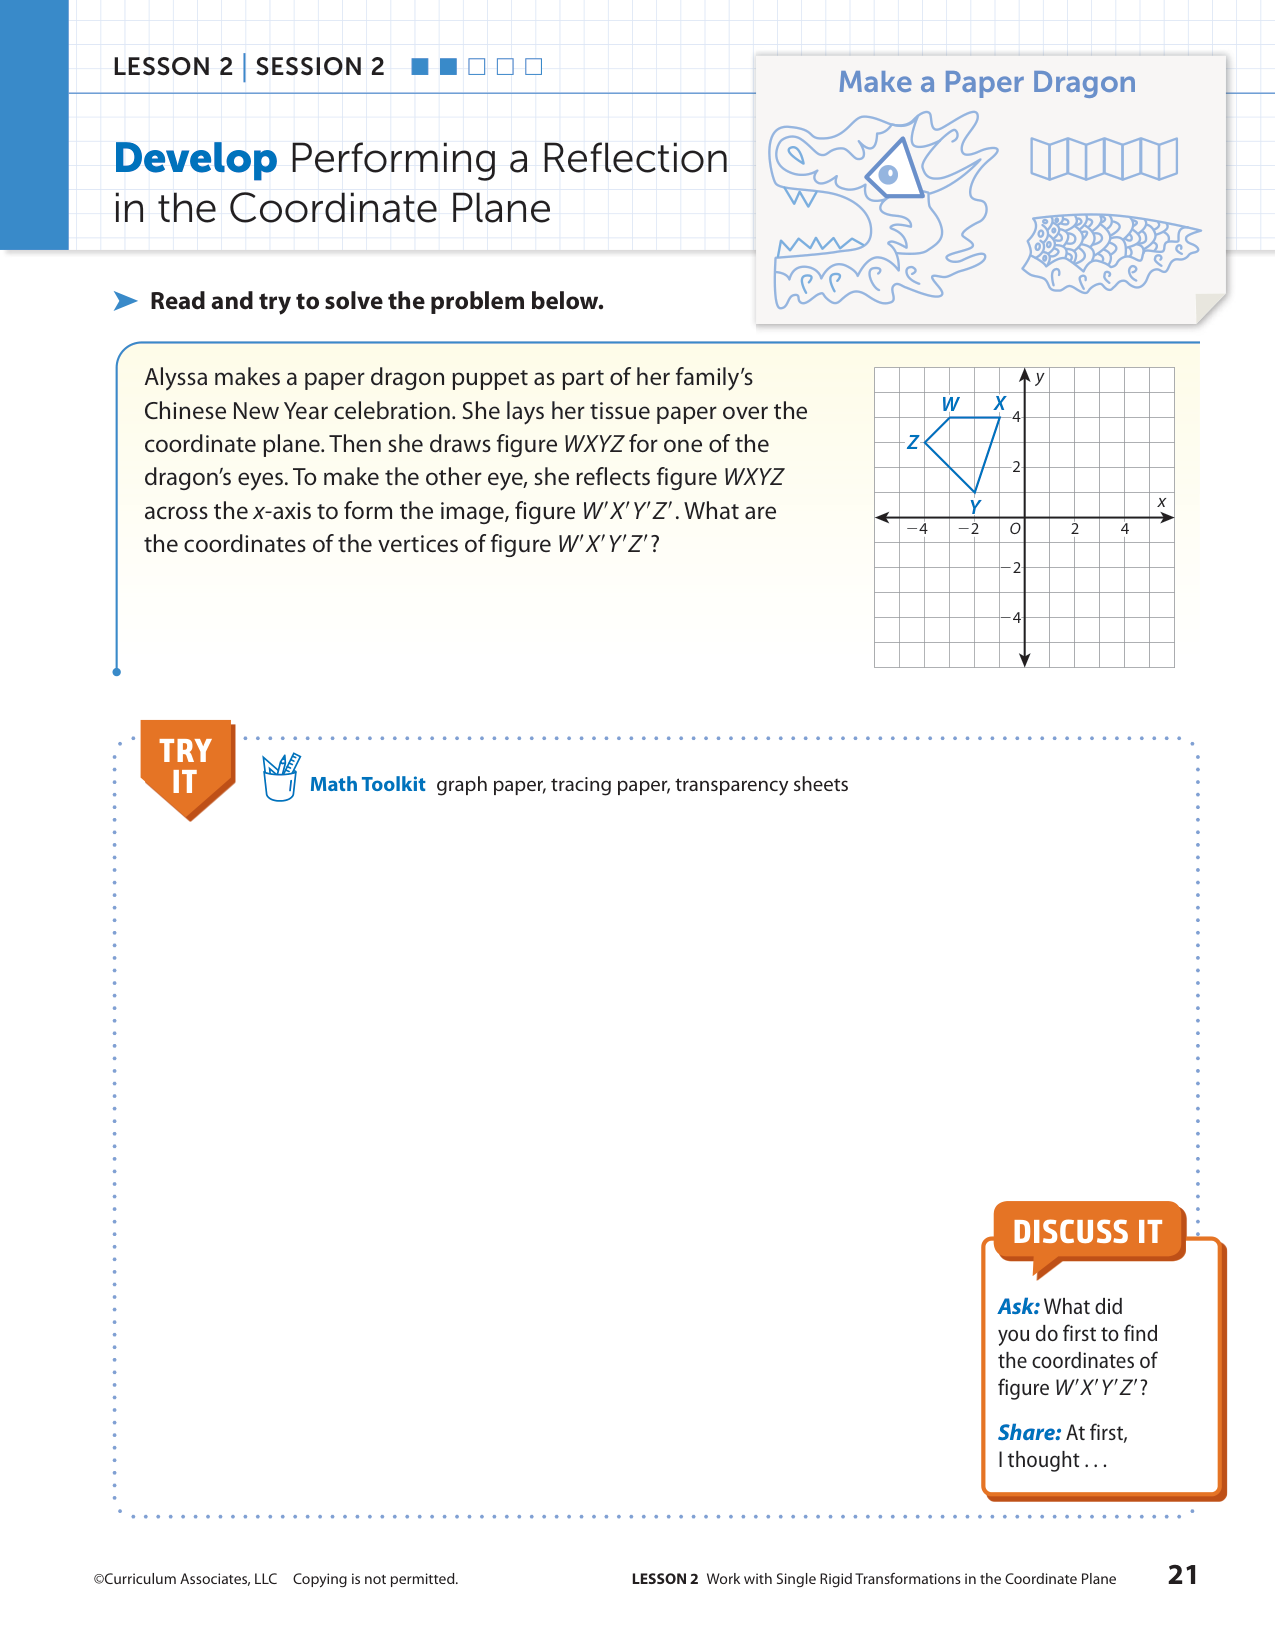 LESSON 2 | SESSION 2
Make a Paper Dragon
Develop Performing a Reflection
in the Coordinate Plane
Read and try to solve the problem below.
Alyssa makes a paper dragon puppet as part of her family’s
Chinese New Year celebration. She lays her tissue paper over the
coordinate plane. Then she draws figure WXYZ for one of the
dragon’s eyes. To make the other eye, she reflects figure WXYZ
across the x-axis to form the image, figure W′X′Y′Z′. What are
the coordinates of the vertices of figure W′X′Y′Z′?
y
W X 4
Z
2
Y
x
−4 −2 O 2 4
−2
−4
TRY
IT
Math Toolkit graph paper, tracing paper, transparency sheets
DISCUSS IT
Ask: What did
you do first to find
the coordinates of
figure W′X′Y′Z′?
Share: At first,
I thought . . .
©Curriculum Associates, LLC Copying is not permitted.
LESSON 2 Work with Single Rigid Transformations in the Coordinate Plane 21